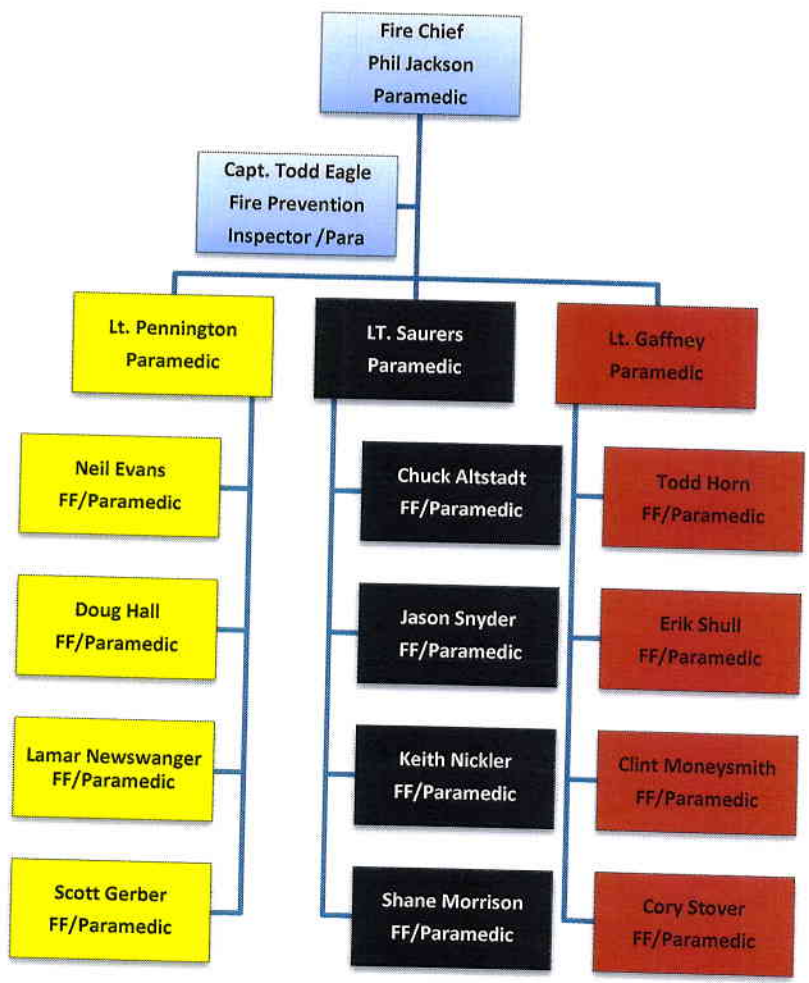 Fire Chief
Phil Jackson
Paramedic
Capt. Todd Eagle
Fire Prevention
Inspector /Para
Lt. Pennington
Paramedic
LT. Saurers
Paramedic
Lt. Gaffney
Paramedic
Neil Evans
FF/Paramedic
Chuck Altstadt
FF/Paramedic
Todd Horn
FF/Paramedic
Doug Hall
FF/Paramedic
Jason Snyder
FF/Paramedic
Erik Shull
FF/Paramedic
Lamar Newswanger
FF/Paramedic
Keith Nickler
FF/Paramedic
Clint Moneysmith
FF/Paramedic
Scott Gerber
FF/Paramedic
Shane Morrison
FF/Paramedic
Cory Stover
FF/Paramedic